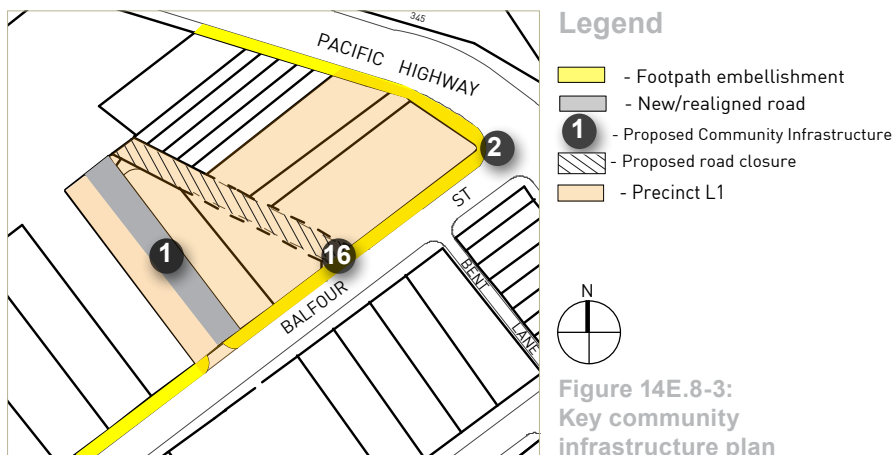 345
PACIFIC HIGHWAY
2
ST
1
16
BALFOUR
BENT
LANE
Legend
- Footpath embellishment
- New/realigned road
1 - Proposed Community Infrastructure
- Proposed road closure
- Precinct L1
N
Figure 14E.8-3:
Key community
infrastructure plan